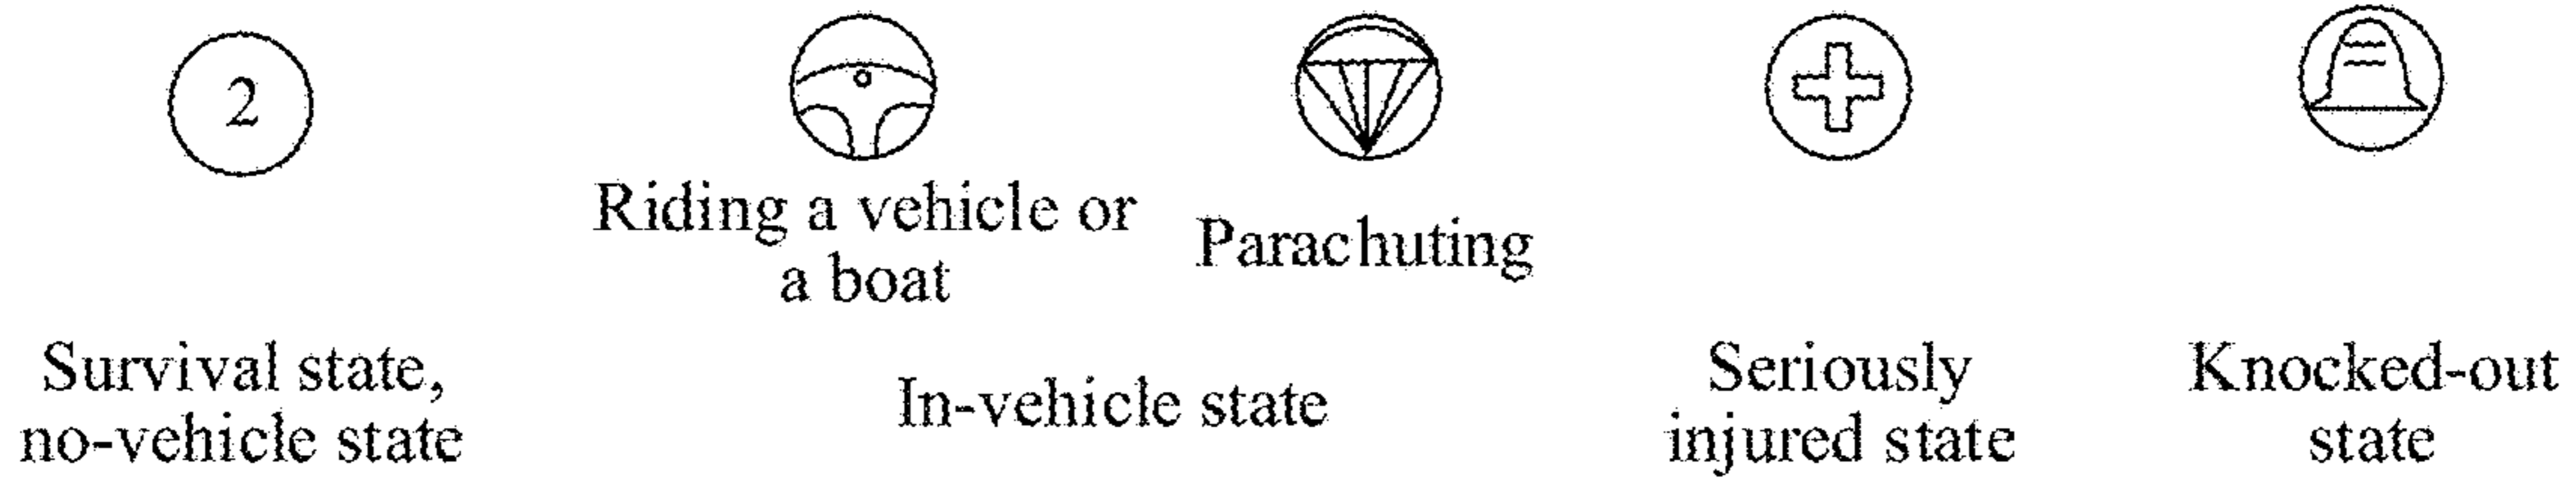 2
Riding a vehicle or
a boat
Parachuting
Survival state,
no-vehicle state
In-vehicle state
Seriously
injured state
Knocked-out
state